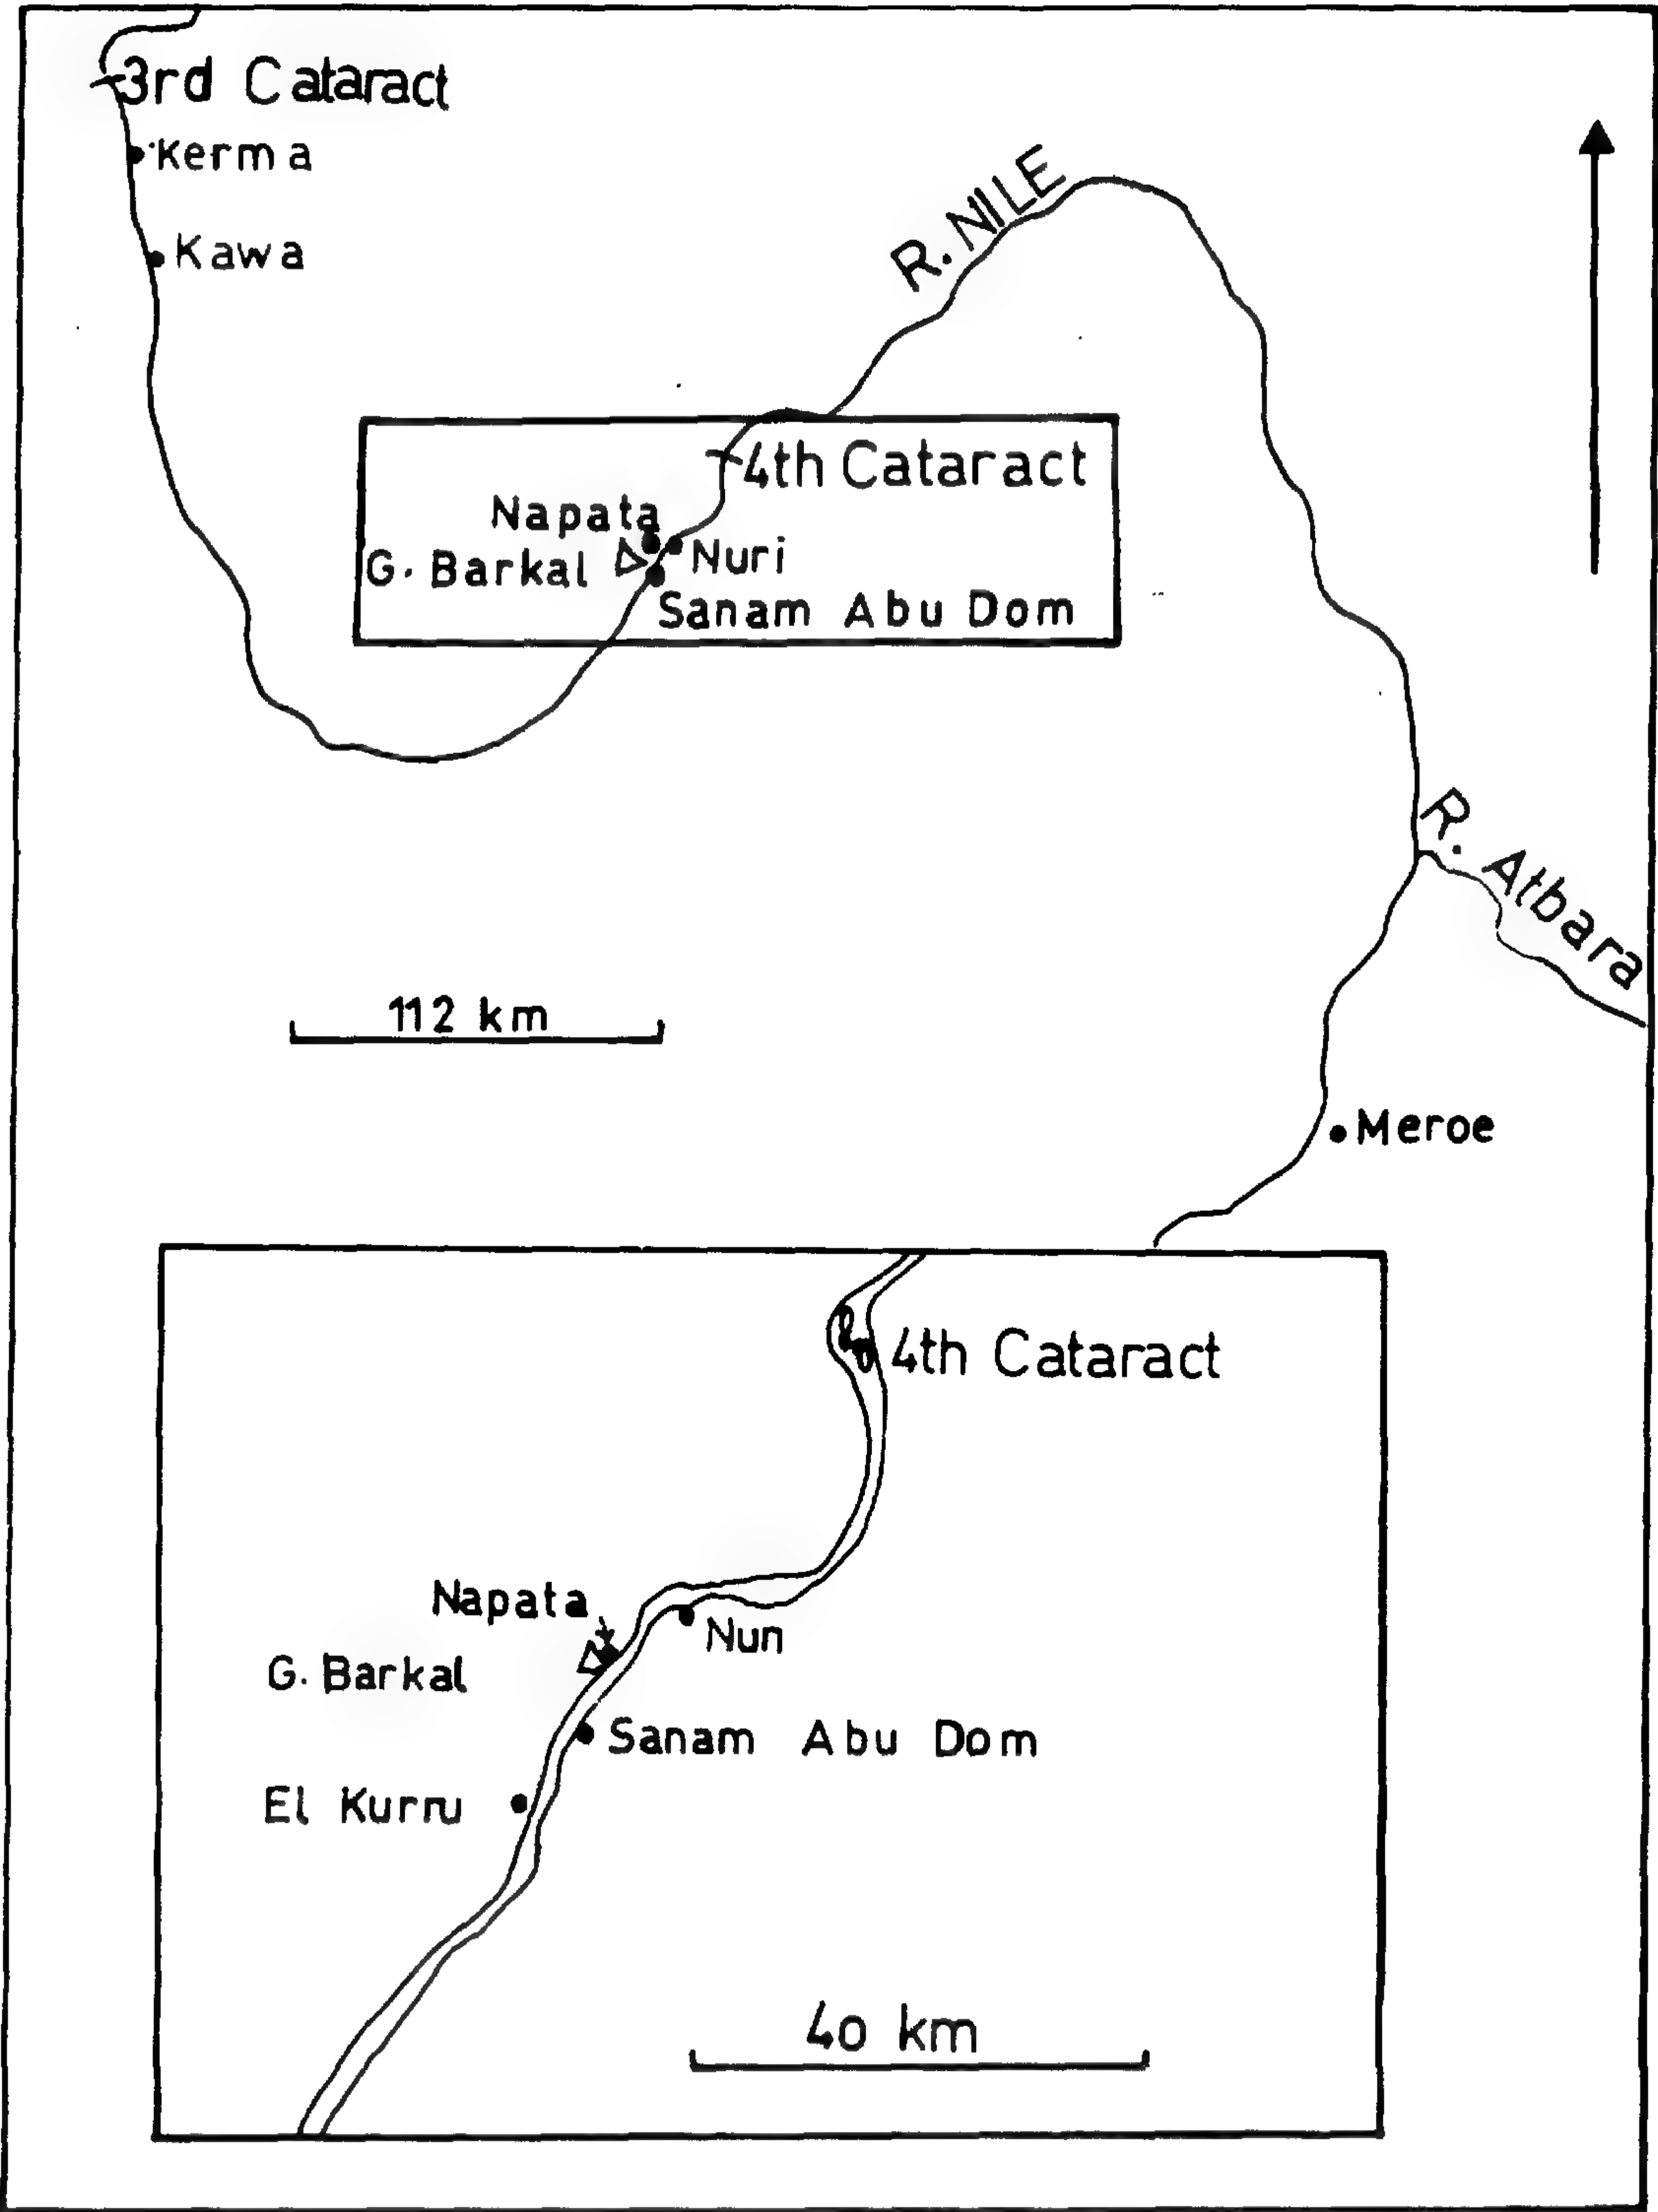 3rd Cataract
Kerma
Kawa
R. NILE
4th Cataract
Napata
G. Barkal
Nuri
Sanam Abu Dom
R. Atbara
112 km
Meroe
4th Cataract
Napata
Nun
G. Barkal
Sanam Abu Dom
El Kurru
40 km